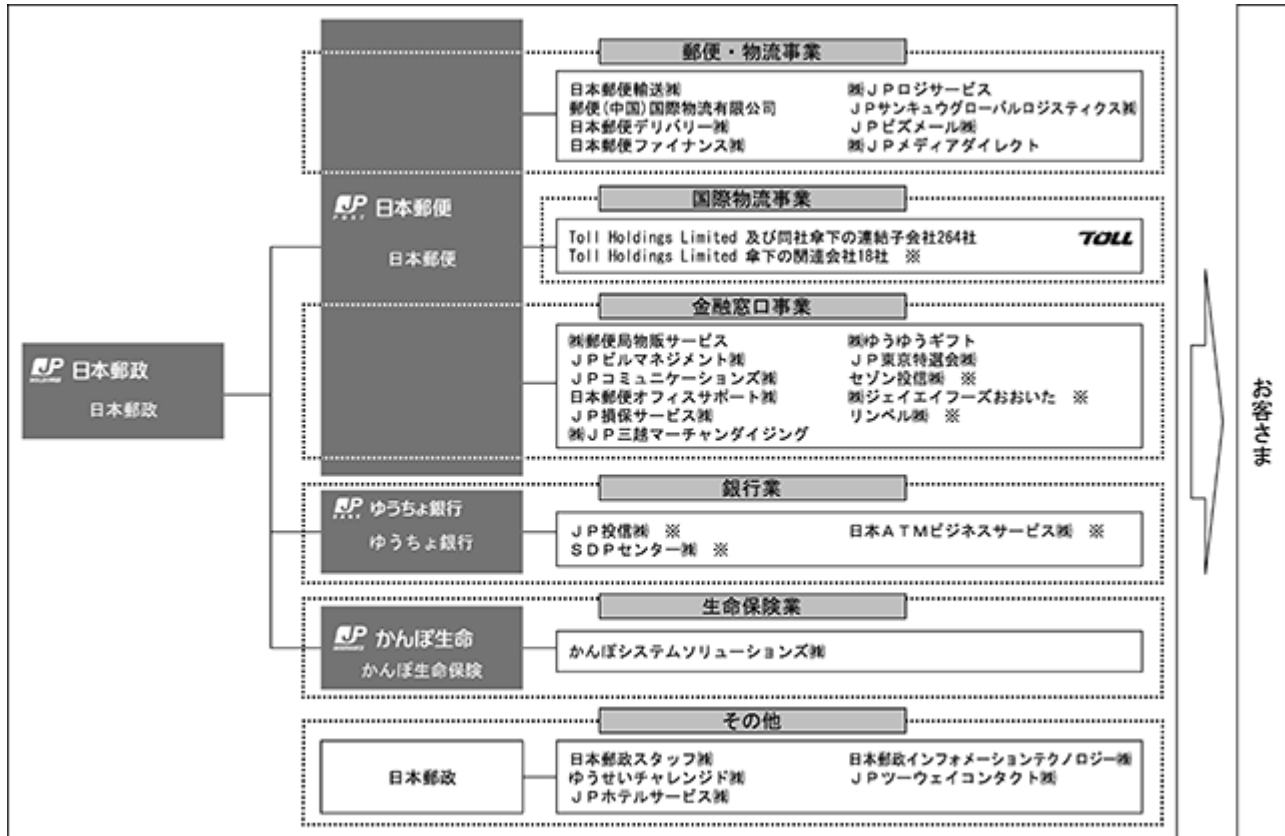 郵便・物流事業
日本郵便輸送㈱
郵便(中国)国際物流有限公司
日本郵便デリバリー㈱
日本郵便ファイナンス㈱
㈱JPロジサービス
JPサンキュウグローバルロジスティクス㈱
JPビズメール㈱
㈱JPメディアダイレクト
JP 日本郵便
POST
日本郵便
国際物流事業
Toll Holdings Limited 及び同社傘下の連結子会社264社
Toll Holdings Limited 傘下の関連会社18社 ※
TOLL
金融窓口事業
㈱郵便局物販サービス
JPビルマネジメント㈱
JPコミュニケーションズ㈱
日本郵便オフィスサポート㈱
JP損保サービス㈱
㈱JP三越マーチャンダイジング
㈱ゆうゆうギフト
JP東京特選会㈱
セゾン投信㈱ ※
㈱ジェイエイフーズおおいた ※
リンベル㈱ ※
JP 日本郵政
HOLDINGS
日本郵政
銀行業
JP ゆうちょ銀行
ゆうちょ銀行
JP投信㈱ ※
SDPセンター㈱ ※
日本ATMビジネスサービス㈱ ※
生命保険業
JP かんぽ生命
かんぽ生命保険
かんぽシステムソリューションズ㈱
その他
日本郵政
日本郵政スタッフ㈱
ゆうせいチャレンジド㈱
JPホテルサービス㈱
日本郵政インフォメーションテクノロジー㈱
JPツーウェイコンタクト㈱
お客さま